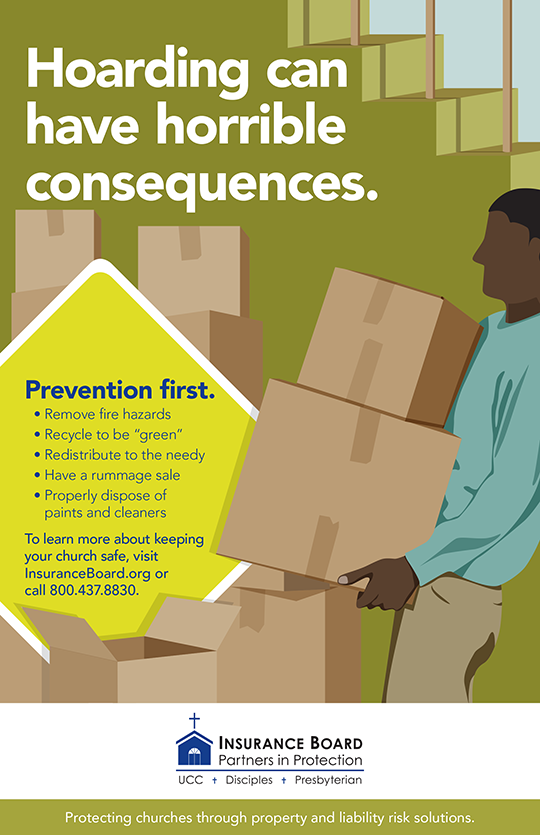 Hoarding can
have horrible
consequences.
Prevention first.
• Remove fire hazards
• Recycle to be “green”
• Redistribute to the needy
• Have a rummage sale
• Properly dispose of
paints and cleaners
To learn more about keeping
your church safe, visit
InsuranceBoard.org or
call 800.437.8830.
INSURANCE BOARD
Partners in Protection
UCC ✝ Disciples ✝ Presbyterian
Protecting churches through property and liability risk solutions.